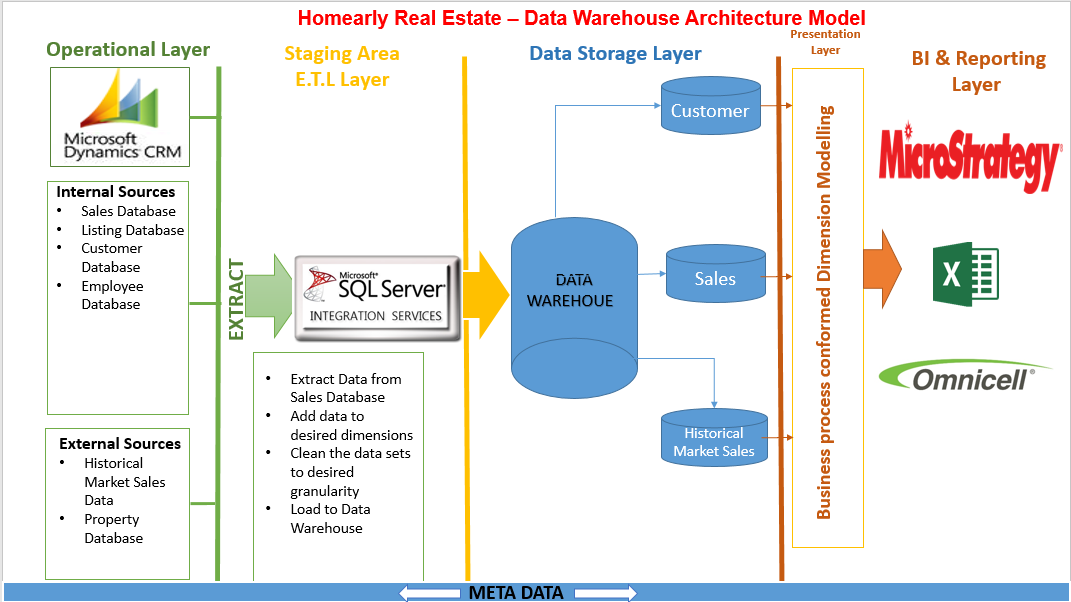 Homearly Real Estate – Data Warehouse Architecture Model
Operational Layer
Microsoft
Dynamics CRM
Internal Sources
• Sales Database
• Listing Database
• Customer
Database
• Employee
Database
External Sources
• Historical
Market Sales
Data
• Property
Database
EXTRACT
Staging Area
E.T.L Layer
Microsoft®
SQL Server®
INTEGRATION SERVICES
• Extract Data from
Sales Database
• Add data to
desired dimensions
• Clean the data sets
to desired
granularity
• Load to Data
Warehouse
Data Storage Layer
DATA
WAREHOUE
Customer
Sales
Historical
Market Sales
Presentation
Layer
Business process conformed Dimension Modelling
BI & Reporting
Layer
MicroStrategy
X
Omnicell®
META DATA